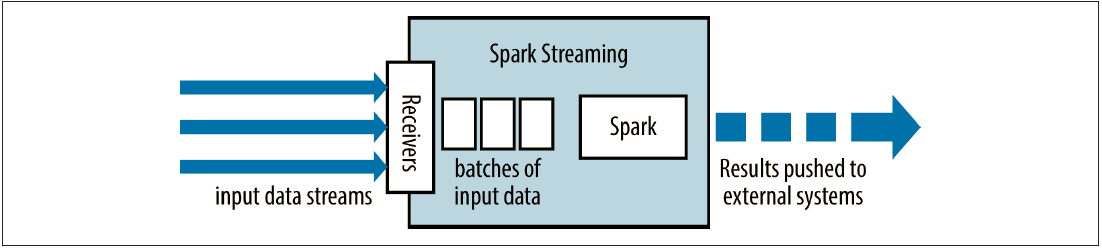 Spark Streaming
Receivers
Spark
batches of
input data
input data streams
Results pushed to
external systems